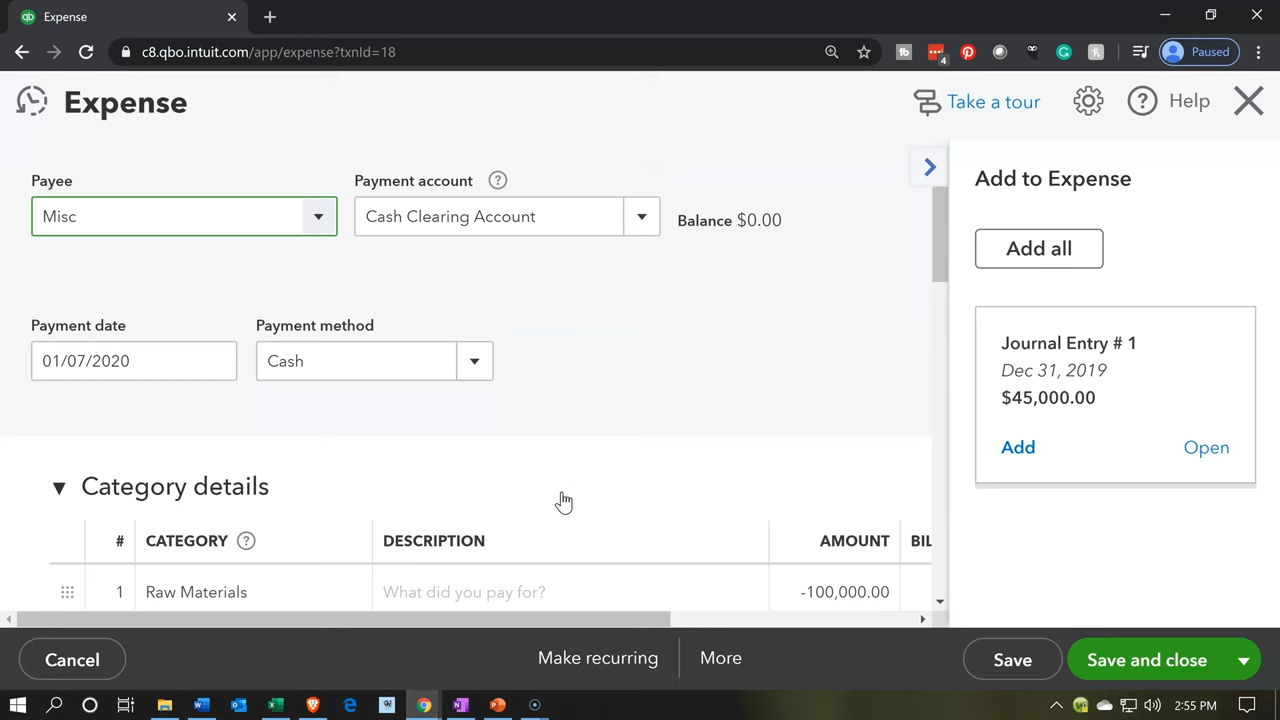 Expense
c8.qbo.intuit.com/app/expense?txnId=18
4
Paused
Expense
Take a tour
Help
Payee
Payment account
Misc
Cash Clearing Account
Balance $0.00
Payment date
Payment method
01/07/2020
Cash
Category details
# CATEGORY DESCRIPTION AMOUNT BIL
1 Raw Materials What did you pay for? -100,000.00
Add to Expense
Add all
Journal Entry # 1
Dec 31, 2019
$45,000.00
Add Open
Cancel
Make recurring
More
Save
Save and close
2:55 PM